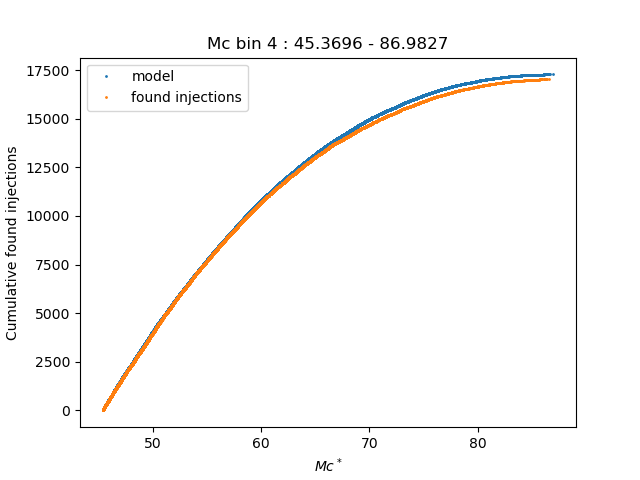 Mc bin 4 : 45.3696 - 86.9827
model
found injections
Cumulative found injections
17500
15000
12500
10000
7500
5000
2500
0
50 60 70 80
Mc*